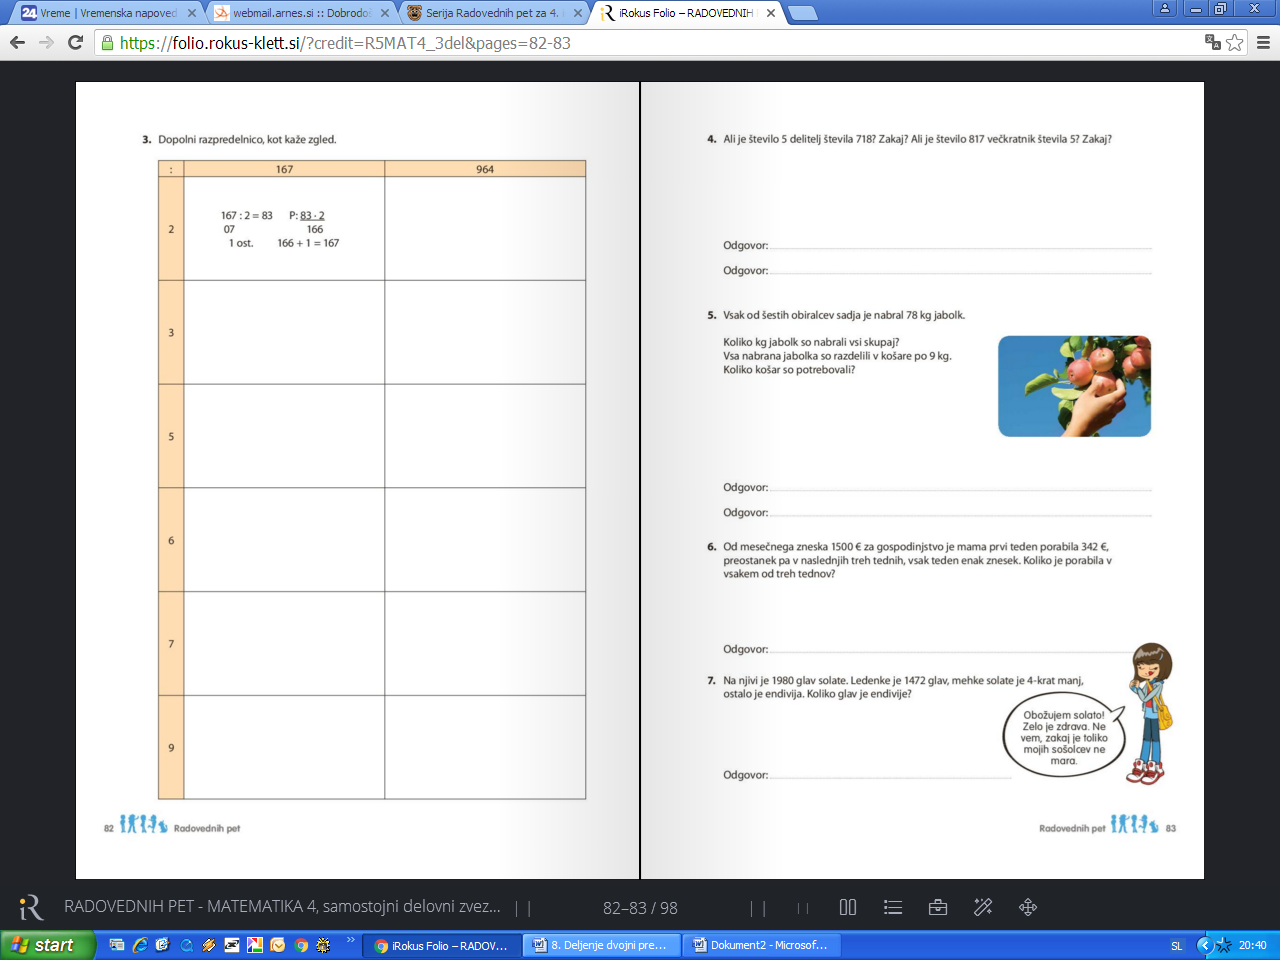 Vreme | Vremenska napoved
webmail.arnes.si :: Dobrodoš
Serija Radovednih pet za 4.
iRokus Folio – RADOVEDNIH
https://folio.rokus-klett.si/?credit=R5MAT4_3del&pages=82-83
3. Dopolni razpredelnico, kot kaže zgled.
: 167 964
2
167 : 2 = 83 P: 83 · 2
07 166
1 ost. 166 + 1 = 167
3
5
6
7
9
82 Radovednih pet
4. Ali je število 5 delitelj števila 718? Zakaj? Ali je število 817 večkratnik števila 5? Zakaj?
Odgovor:
Odgovor:
5. Vsak od šestih obiralcev sadja je nabral 78 kg jabolk.
Koliko kg jabolk so nabrali vsi skupaj?
Vsa nabrana jabolka so razdelili v košare po 9 kg.
Koliko košar so potrebovali?
Odgovor:
Odgovor:
6. Od mesečnega zneska 1500 € za gospodinjstvo je mama prvi teden porabila 342 €,
preostanek pa v naslednjih treh tednih, vsak teden enak znesek. Koliko je porabila v
vsakem od treh tednov?
Odgovor:
7. Na njivi je 1980 glav solate. Ledenke je 1472 glav, mehke solate je 4-krat manj,
ostalo je endivija. Koliko glav je endivije?
Obožujem solato!
Zelo je zdrava. Ne
vem, zakaj je toliko
mojih sošolcev ne
mara.
Odgovor:
Radovednih pet 83
iR RADOVEDNIH PET - MATEMATIKA 4, samostojni delovni zvez... 82–83 / 98
start
iRokus Folio – RADOV...
8. Deljenje dvojni pre...
Dokument2 - Microsof...
SL
20:40